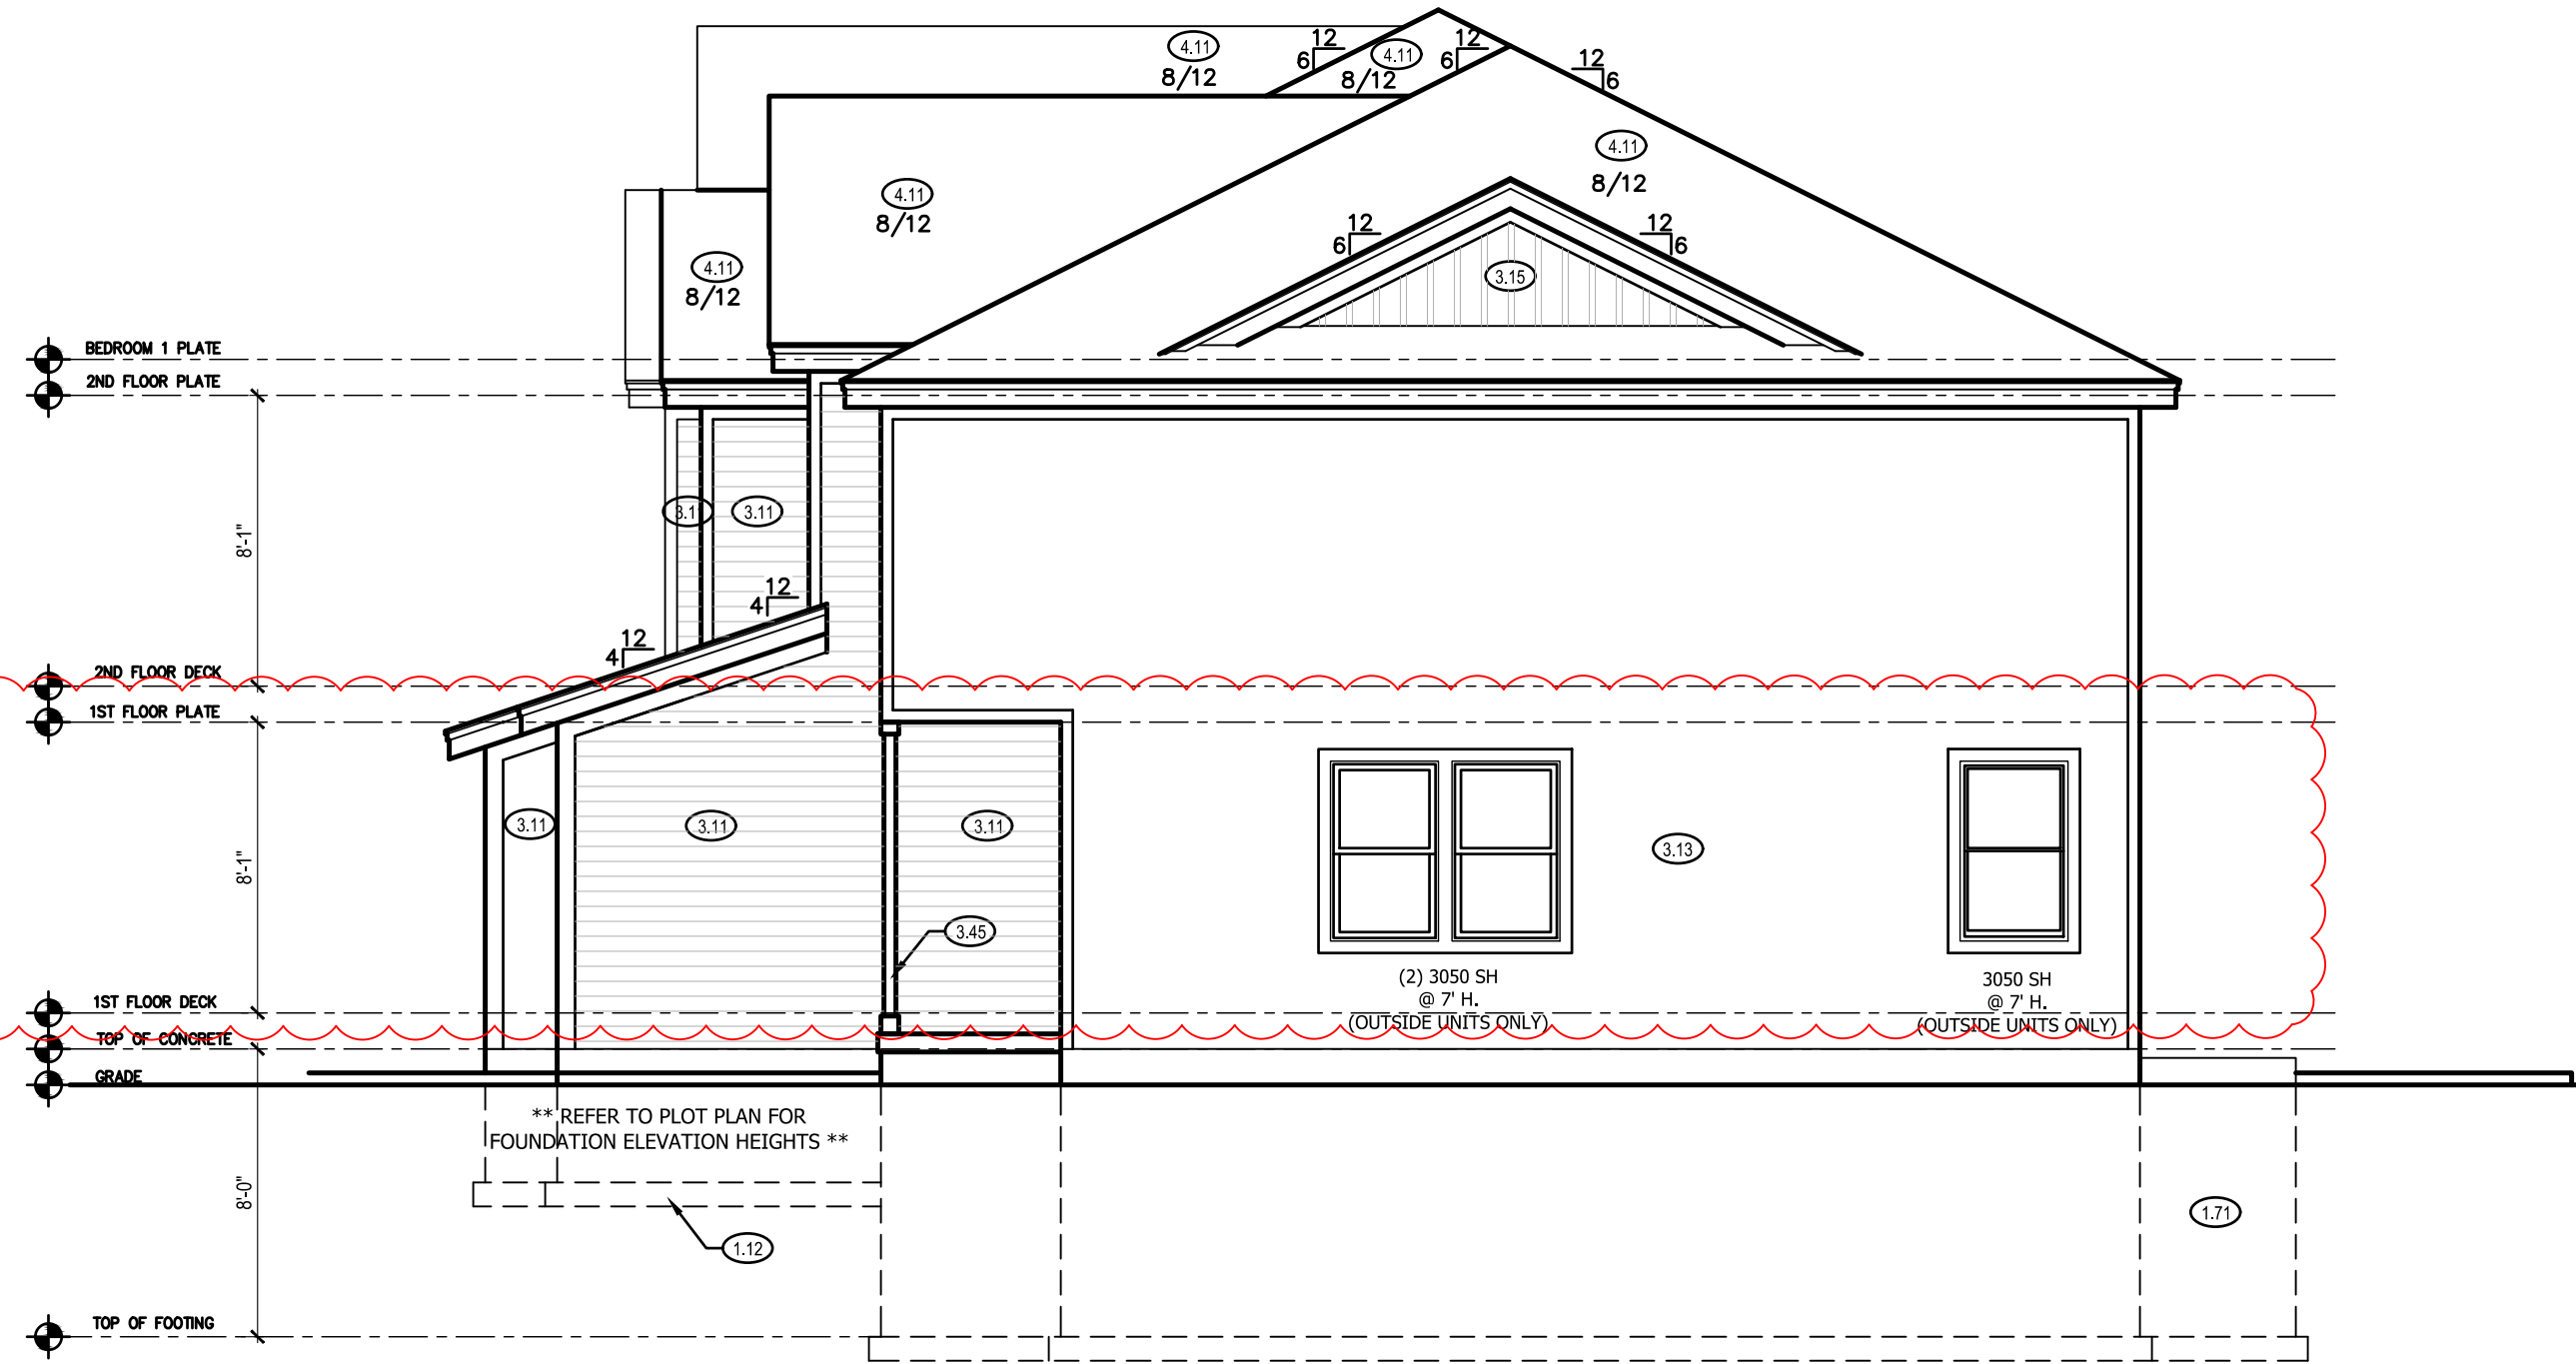 4.11
8/12
12
6
4.11
8/12
12
6
12
6
4.11
8/12
4.11
8/12
12
6
12
6
4.11
8/12
3.15
BEDROOM 1 PLATE
2ND FLOOR PLATE
8'-1"
3.11
3.11
12
4
12
4
2ND FLOOR DECK
1ST FLOOR PLATE
8'-1"
3.11
3.11
3.11
3.13
3.45
(2) 3050 SH
@ 7' H.
(OUTSIDE UNITS ONLY)
3050 SH
@ 7' H.
(OUTSIDE UNITS ONLY)
1ST FLOOR DECK
TOP OF CONCRETE
GRADE
** REFER TO PLOT PLAN FOR
FOUNDATION ELEVATION HEIGHTS **
8'-0"
1.12
1.71
TOP OF FOOTING